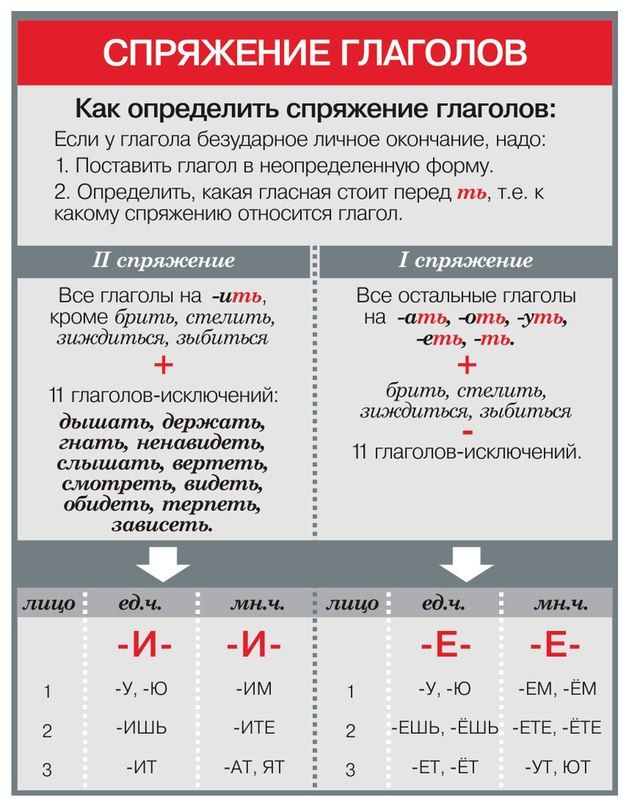 СПРЯЖЕНИЕ ГЛАГОЛОВ
Как определить спряжение глаголов:
Если у глагола безударное личное окончание, надо:
1. Поставить глагол в неопределенную форму.
2. Определить, какая гласная стоит перед ть, т.е. к
какому спряжению относится глагол.
II спряжение
Все глаголы на -ить,
кроме брить, стелить,
зиждиться, зыбиться
+
11 глаголов-исключений:
дышать, держать,
гнать, ненавидеть,
слышать, вертеть,
смотреть, видеть,
обидеть, терпеть,
зависеть.
I спряжение
Все остальные глаголы
на -ать, -оть, -уть,
-еть, -ть.
+
брить, стелить,
зиждиться, зыбиться
-
11 глаголов-исключений.
лицо ед.ч. мн.ч.
-И- -И-
1 -У, -Ю -ИМ
2 -ИШЬ -ИТЕ
3 -ИТ -АТ, ЯТ
лицо ед.ч. мн.ч.
-Е- -Е-
1 -У, -Ю -ЕМ, -ЁМ
2 -ЕШЬ, -ЁШЬ -ЕТЕ, -ЁТЕ
3 -ЕТ, -ЁТ -УТ, ЮТ